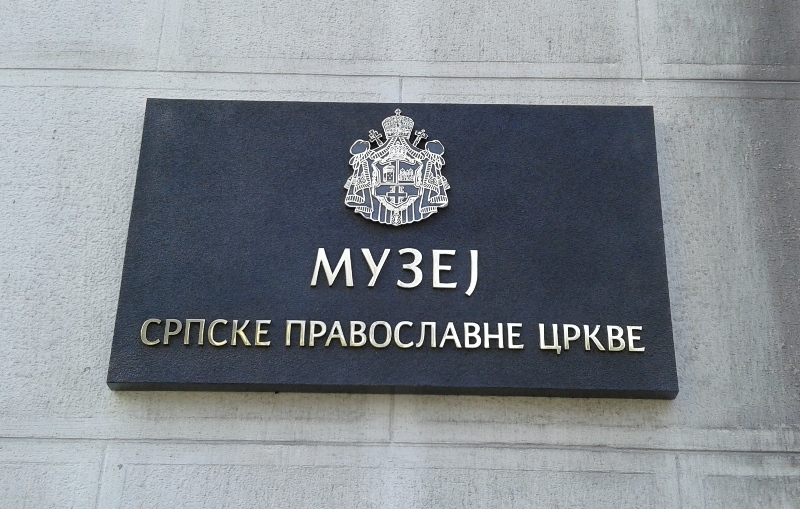 МУЗЕЈ
СРПСКЕ ПРАВОСЛАВНЕ ЦРКВЕ